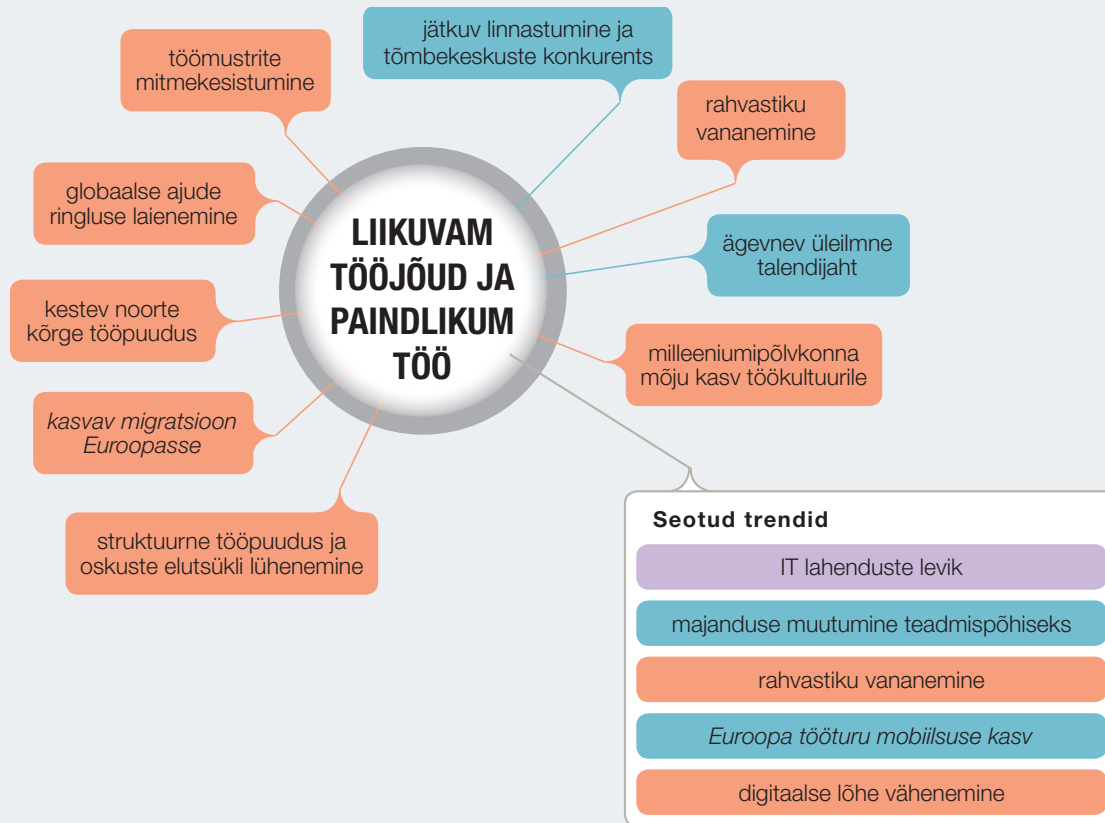 jätkuv linnastumine ja
tõmbekeskuste konkurents
töömustrite
mitmekesistumine
rahvastiku
vananemine
globaalse ajude
ringluse laienemine
LIIKUVAM
TÖÖJÕUD JA
PAINDLIKUM
TÖÖ
ägevnev üleilmne
talendijaht
kestev noorte
kõrge tööpuudus
milleeniumipõlvkonna
mõju kasv töökultuurile
kasvav migratsioon
Euroopasse
struktuurne tööpuudus ja
oskuste elutsükli lühenemine
Seotud trendid
IT lahenduste levik
majanduse muutumine teadmispõhiseks
rahvastiku vananemine
Euroopa tööturu mobiilsuse kasv
digitaalse lõhe vähenemine